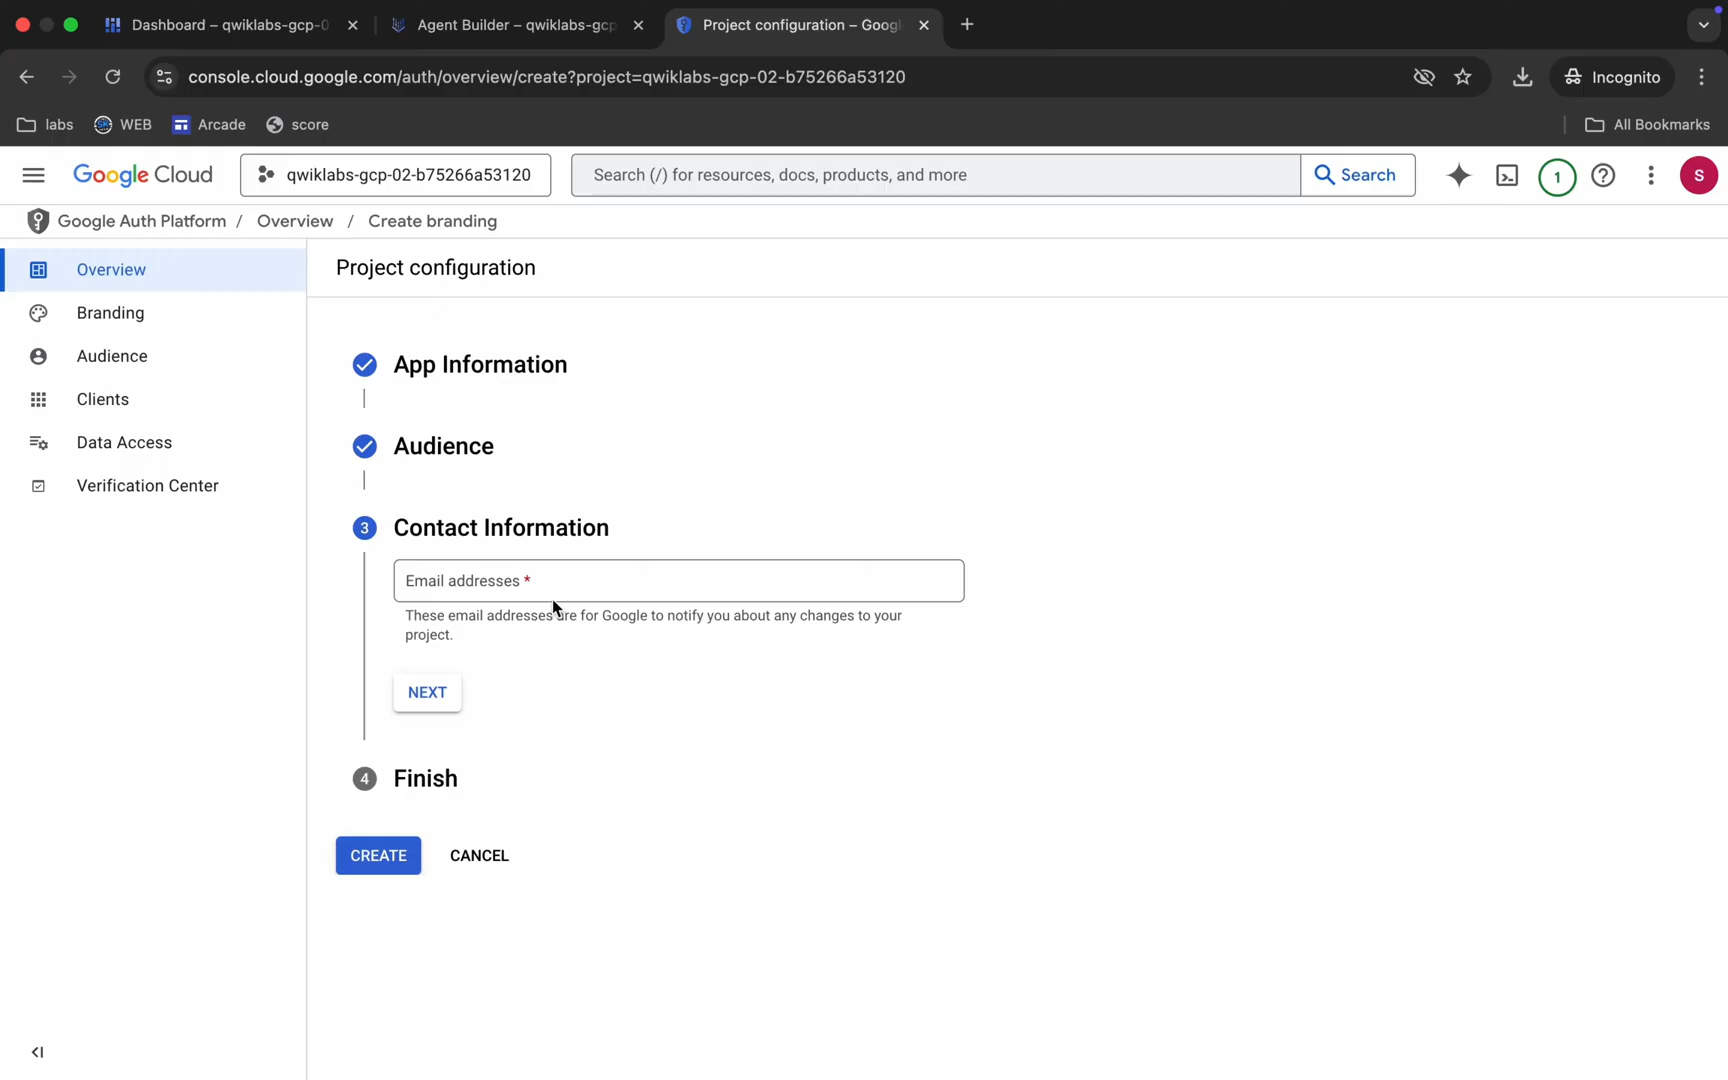 Dashboard – qwiklabs-gcp-0
Agent Builder – qwiklabs-gcp
Project configuration – Goog
console.cloud.google.com/auth/overview/create?project=qwiklabs-gcp-02-b75266a53120
Incognito
labs
WEB
Arcade
score
All Bookmarks
Google Cloud
qwiklabs-gcp-02-b75266a53120
Search (/) for resources, docs, products, and more
Search
1
S
Google Auth Platform / Overview / Create branding
Overview
Branding
Audience
Clients
Data Access
Verification Center
Project configuration
App Information
Audience
3 Contact Information
Email addresses *
These email addresses are for Google to notify you about any changes to your
project.
NEXT
4 Finish
CREATE
CANCEL